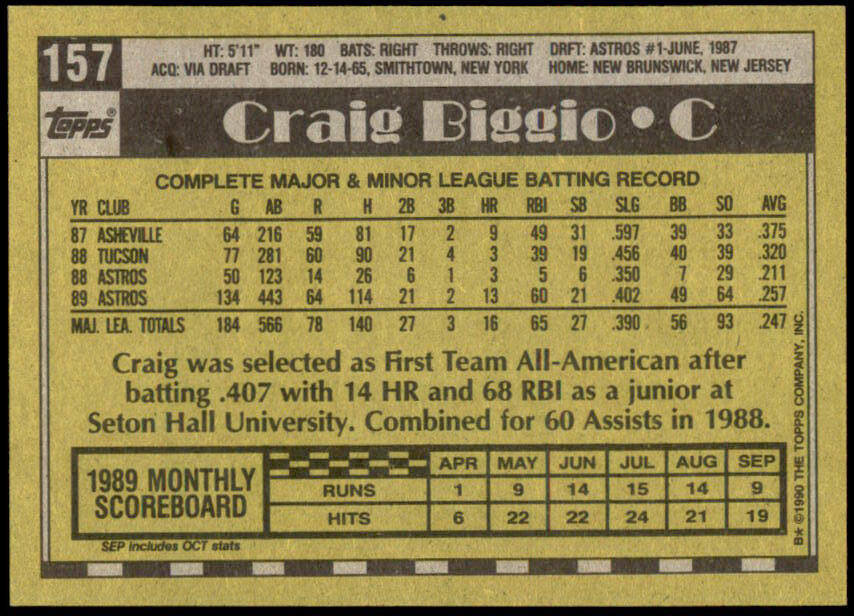 157
HT: 5'11" WT: 180 BATS: RIGHT THROWS: RIGHT DRFT: ASTROS #1-JUNE, 1987
ACQ: VIA DRAFT BORN: 12-14-65, SMITHTOWN, NEW YORK HOME: NEW BRUNSWICK, NEW JERSEY
TOPPS®
Craig Biggio • C
COMPLETE MAJOR & MINOR LEAGUE BATTING RECORD
YR CLUB G AB R H 2B 3B HR RBI SB SLG BB SO AVG
87 ASHEVILLE 64 216 59 81 17 2 9 49 31 .597 39 33 .375
88 TUCSON 77 281 60 90 21 4 3 39 19 .456 40 39 .320
88 ASTROS 50 123 14 26 6 1 3 5 6 .350 7 29 .211
89 ASTROS 134 443 64 114 21 2 13 60 21 .402 49 64 .257
MAJ. LEA. TOTALS 184 566 78 140 27 3 16 65 27 .390 56 93 .247
Craig was selected as First Team All-American after
batting .407 with 14 HR and 68 RBI as a junior at
Seton Hall University. Combined for 60 Assists in 1988.
1989 MONTHLY
SCOREBOARD
APR MAY JUN JUL AUG SEP
RUNS 1 9 14 15 14 9
HITS 6 22 22 24 21 19
SEP includes OCT stats
B* ©1990 THE TOPPS COMPANY, INC.